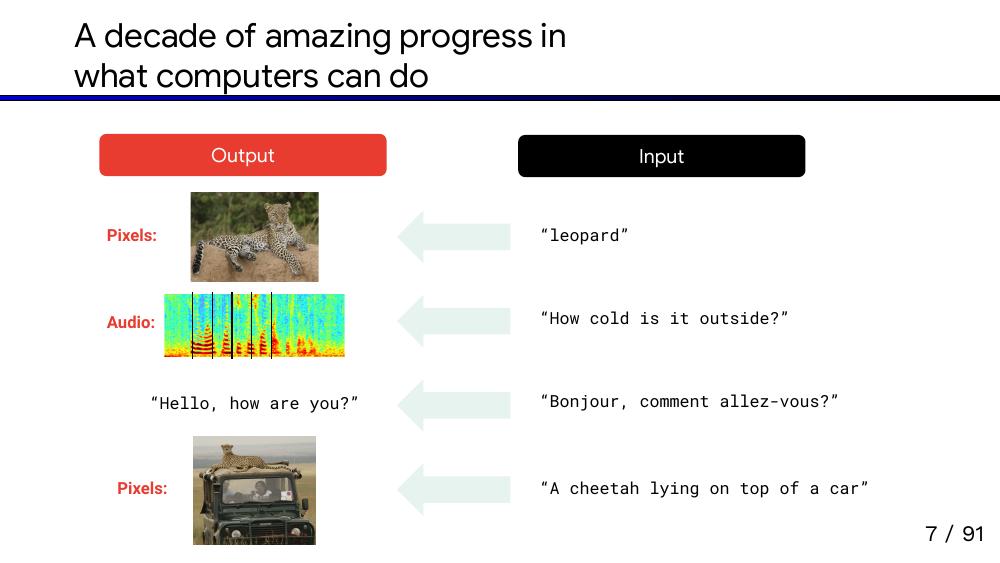 A decade of amazing progress in
what computers can do
Output
Input
Pixels:
“leopard”
Audio:
“How cold is it outside?”
“Hello, how are you?”
“Bonjour, comment allez-vous?”
Pixels:
“A cheetah lying on top of a car”
7 / 91